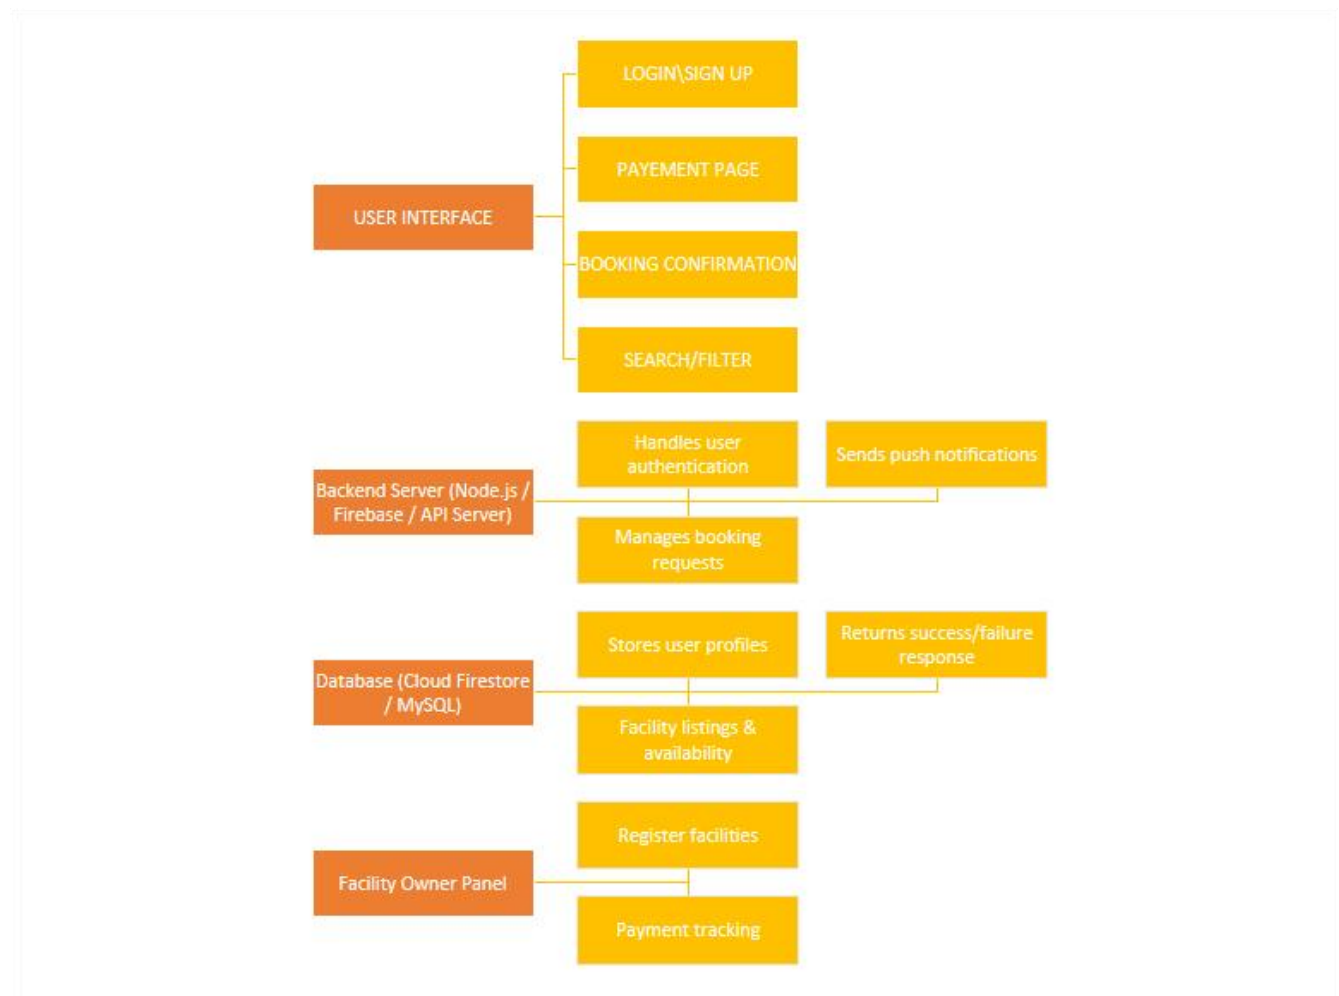 LOGIN\SIGN UP
PAYEMENT PAGE
USER INTERFACE
BOOKING CONFIRMATION
SEARCH/FILTER
Handles user
authentication
Sends push notifications
Backend Server (Node.js /
Firebase / API Server)
Manages booking
requests
Stores user profiles
Returns success/failure
response
Database (Cloud Firestore
/ MySQL)
Facility listings &
availability
Register facilities
Facility Owner Panel
Payment tracking